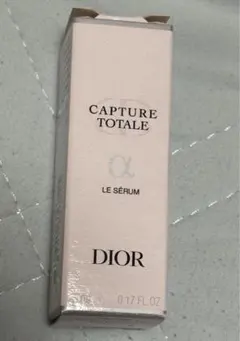 CAPTURE
TOTALE
α
LE SÉRUM
DIOR
0.17 FL.OZ